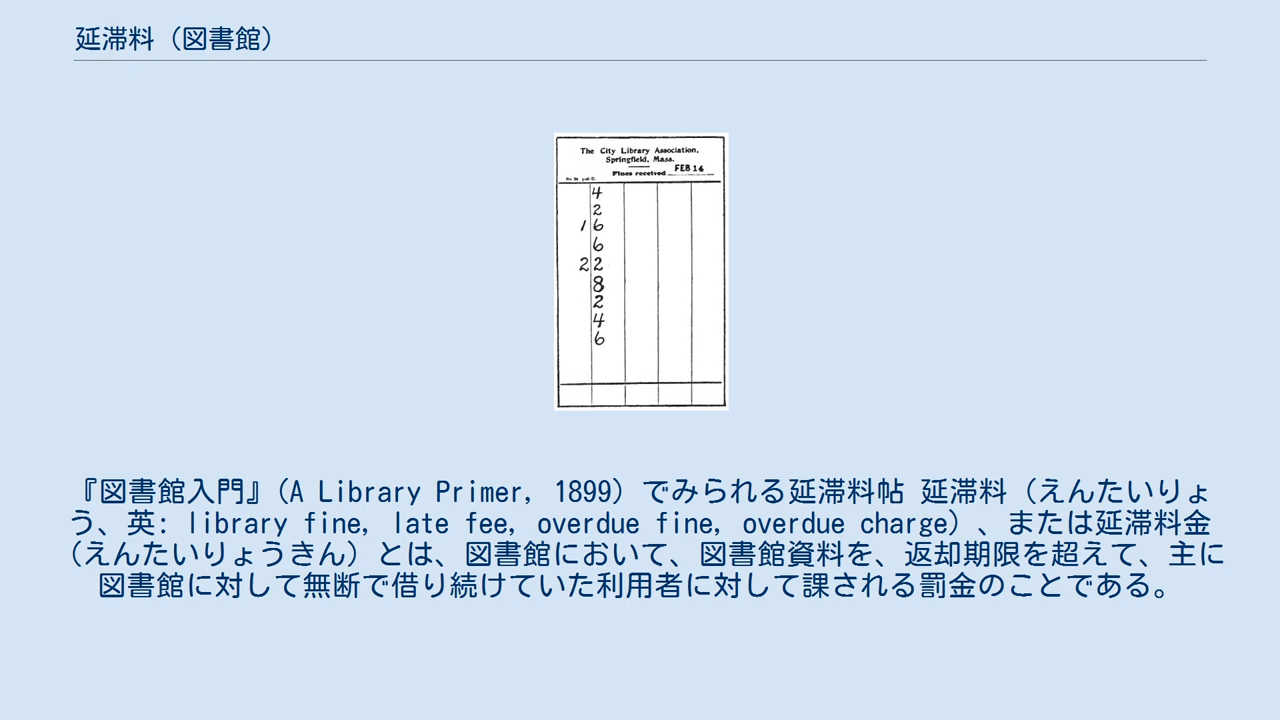 延滞料（図書館）
The City Library Association,
Springfield, Mass.
Fines received FEB 14
4
2
1 6
6
2 2
8
2
4
6
『図書館入門』（A Library Primer, 1899）でみられる延滞料帖 延滞料（えんたいりょ
う、英: library fine, late fee, overdue fine, overdue charge）、または延滞料金
（えんたいりょうきん）とは、図書館において、図書館資料を、返却期限を超えて、主に
図書館に対して無断で借り続けていた利用者に対して課される罰金のことである。